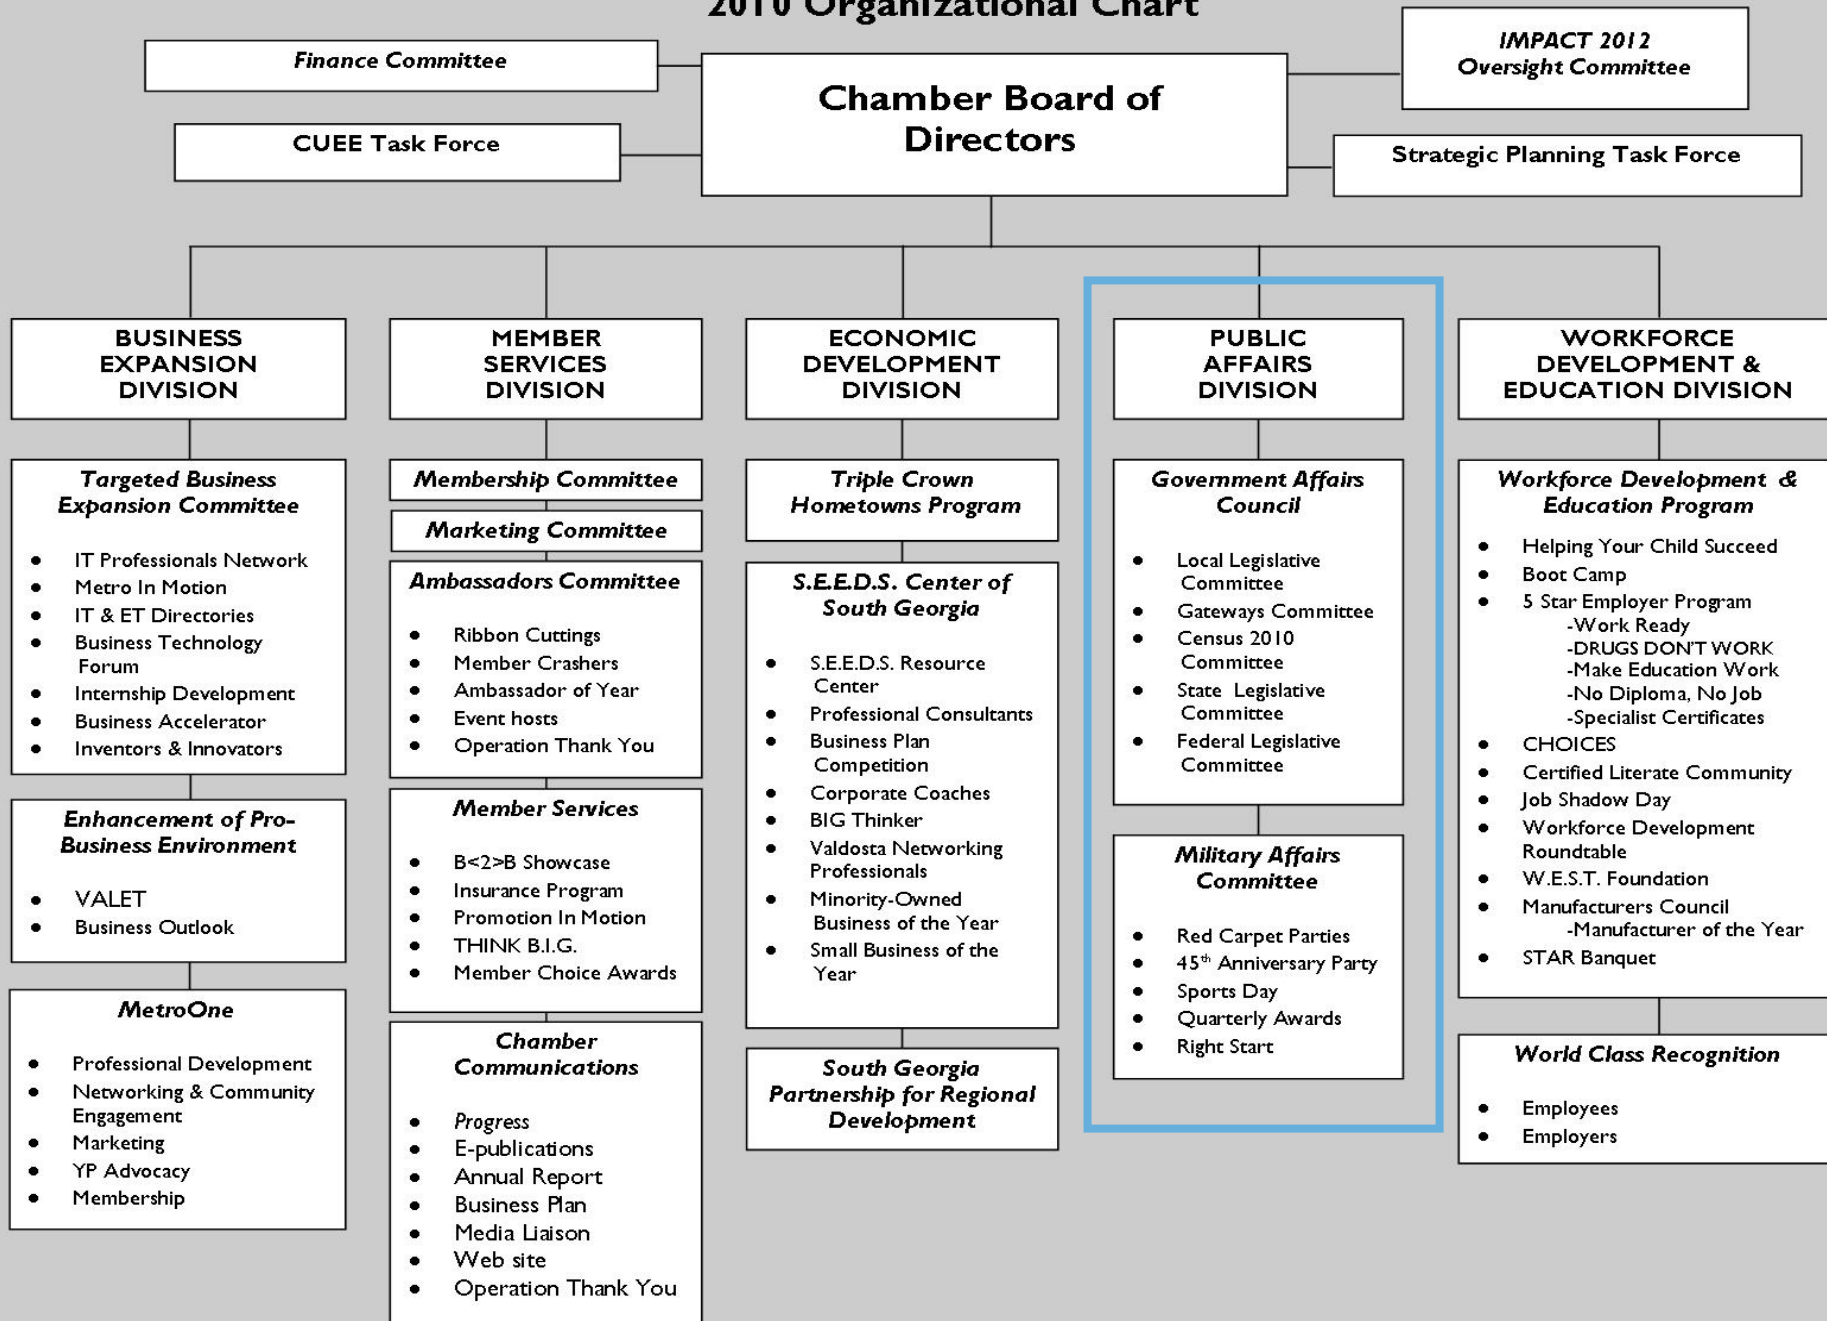 2010 Organizational Chart
Finance Committee
CUEE Task Force
Chamber Board of
Directors
IMPACT 2012
Oversight Committee
Strategic Planning Task Force
BUSINESS
EXPANSION
DIVISION
Targeted Business
Expansion Committee
• IT Professionals Network
• Metro In Motion
• IT & ET Directories
• Business Technology
Forum
• Internship Development
• Business Accelerator
• Inventors & Innovators
Enhancement of Pro-
Business Environment
• VALET
• Business Outlook
MetroOne
• Professional Development
• Networking & Community
Engagement
• Marketing
• YP Advocacy
• Membership
MEMBER
SERVICES
DIVISION
Membership Committee
Marketing Committee
Ambassadors Committee
• Ribbon Cuttings
• Member Crashers
• Ambassador of Year
• Event hosts
• Operation Thank You
Member Services
• B<2>B Showcase
• Insurance Program
• Promotion In Motion
• THINK B.I.G.
• Member Choice Awards
Chamber
Communications
• Progress
• E-publications
• Annual Report
• Business Plan
• Media Liaison
• Web site
• Operation Thank You
ECONOMIC
DEVELOPMENT
DIVISION
Triple Crown
Hometowns Program
S.E.E.D.S. Center of
South Georgia
• S.E.E.D.S. Resource
Center
• Professional Consultants
• Business Plan
Competition
• Corporate Coaches
• BIG Thinker
• Valdosta Networking
Professionals
• Minority-Owned
Business of the Year
• Small Business of the
Year
South Georgia
Partnership for Regional
Development
PUBLIC
AFFAIRS
DIVISION
Government Affairs
Council
• Local Legislative
Committee
• Gateways Committee
• Census 2010
Committee
• State Legislative
Committee
• Federal Legislative
Committee
Military Affairs
Committee
• Red Carpet Parties
• 45th Anniversary Party
• Sports Day
• Quarterly Awards
• Right Start
WORKFORCE
DEVELOPMENT &
EDUCATION DIVISION
Workforce Development &
Education Program
• Helping Your Child Succeed
• Boot Camp
• 5 Star Employer Program
-Work Ready
-DRUGS DON'T WORK
-Make Education Work
-No Diploma, No Job
-Specialist Certificates
• CHOICES
• Certified Literate Community
• Job Shadow Day
• Workforce Development
Roundtable
• W.E.S.T. Foundation
• Manufacturers Council
-Manufacturer of the Year
• STAR Banquet
World Class Recognition
• Employees
• Employers